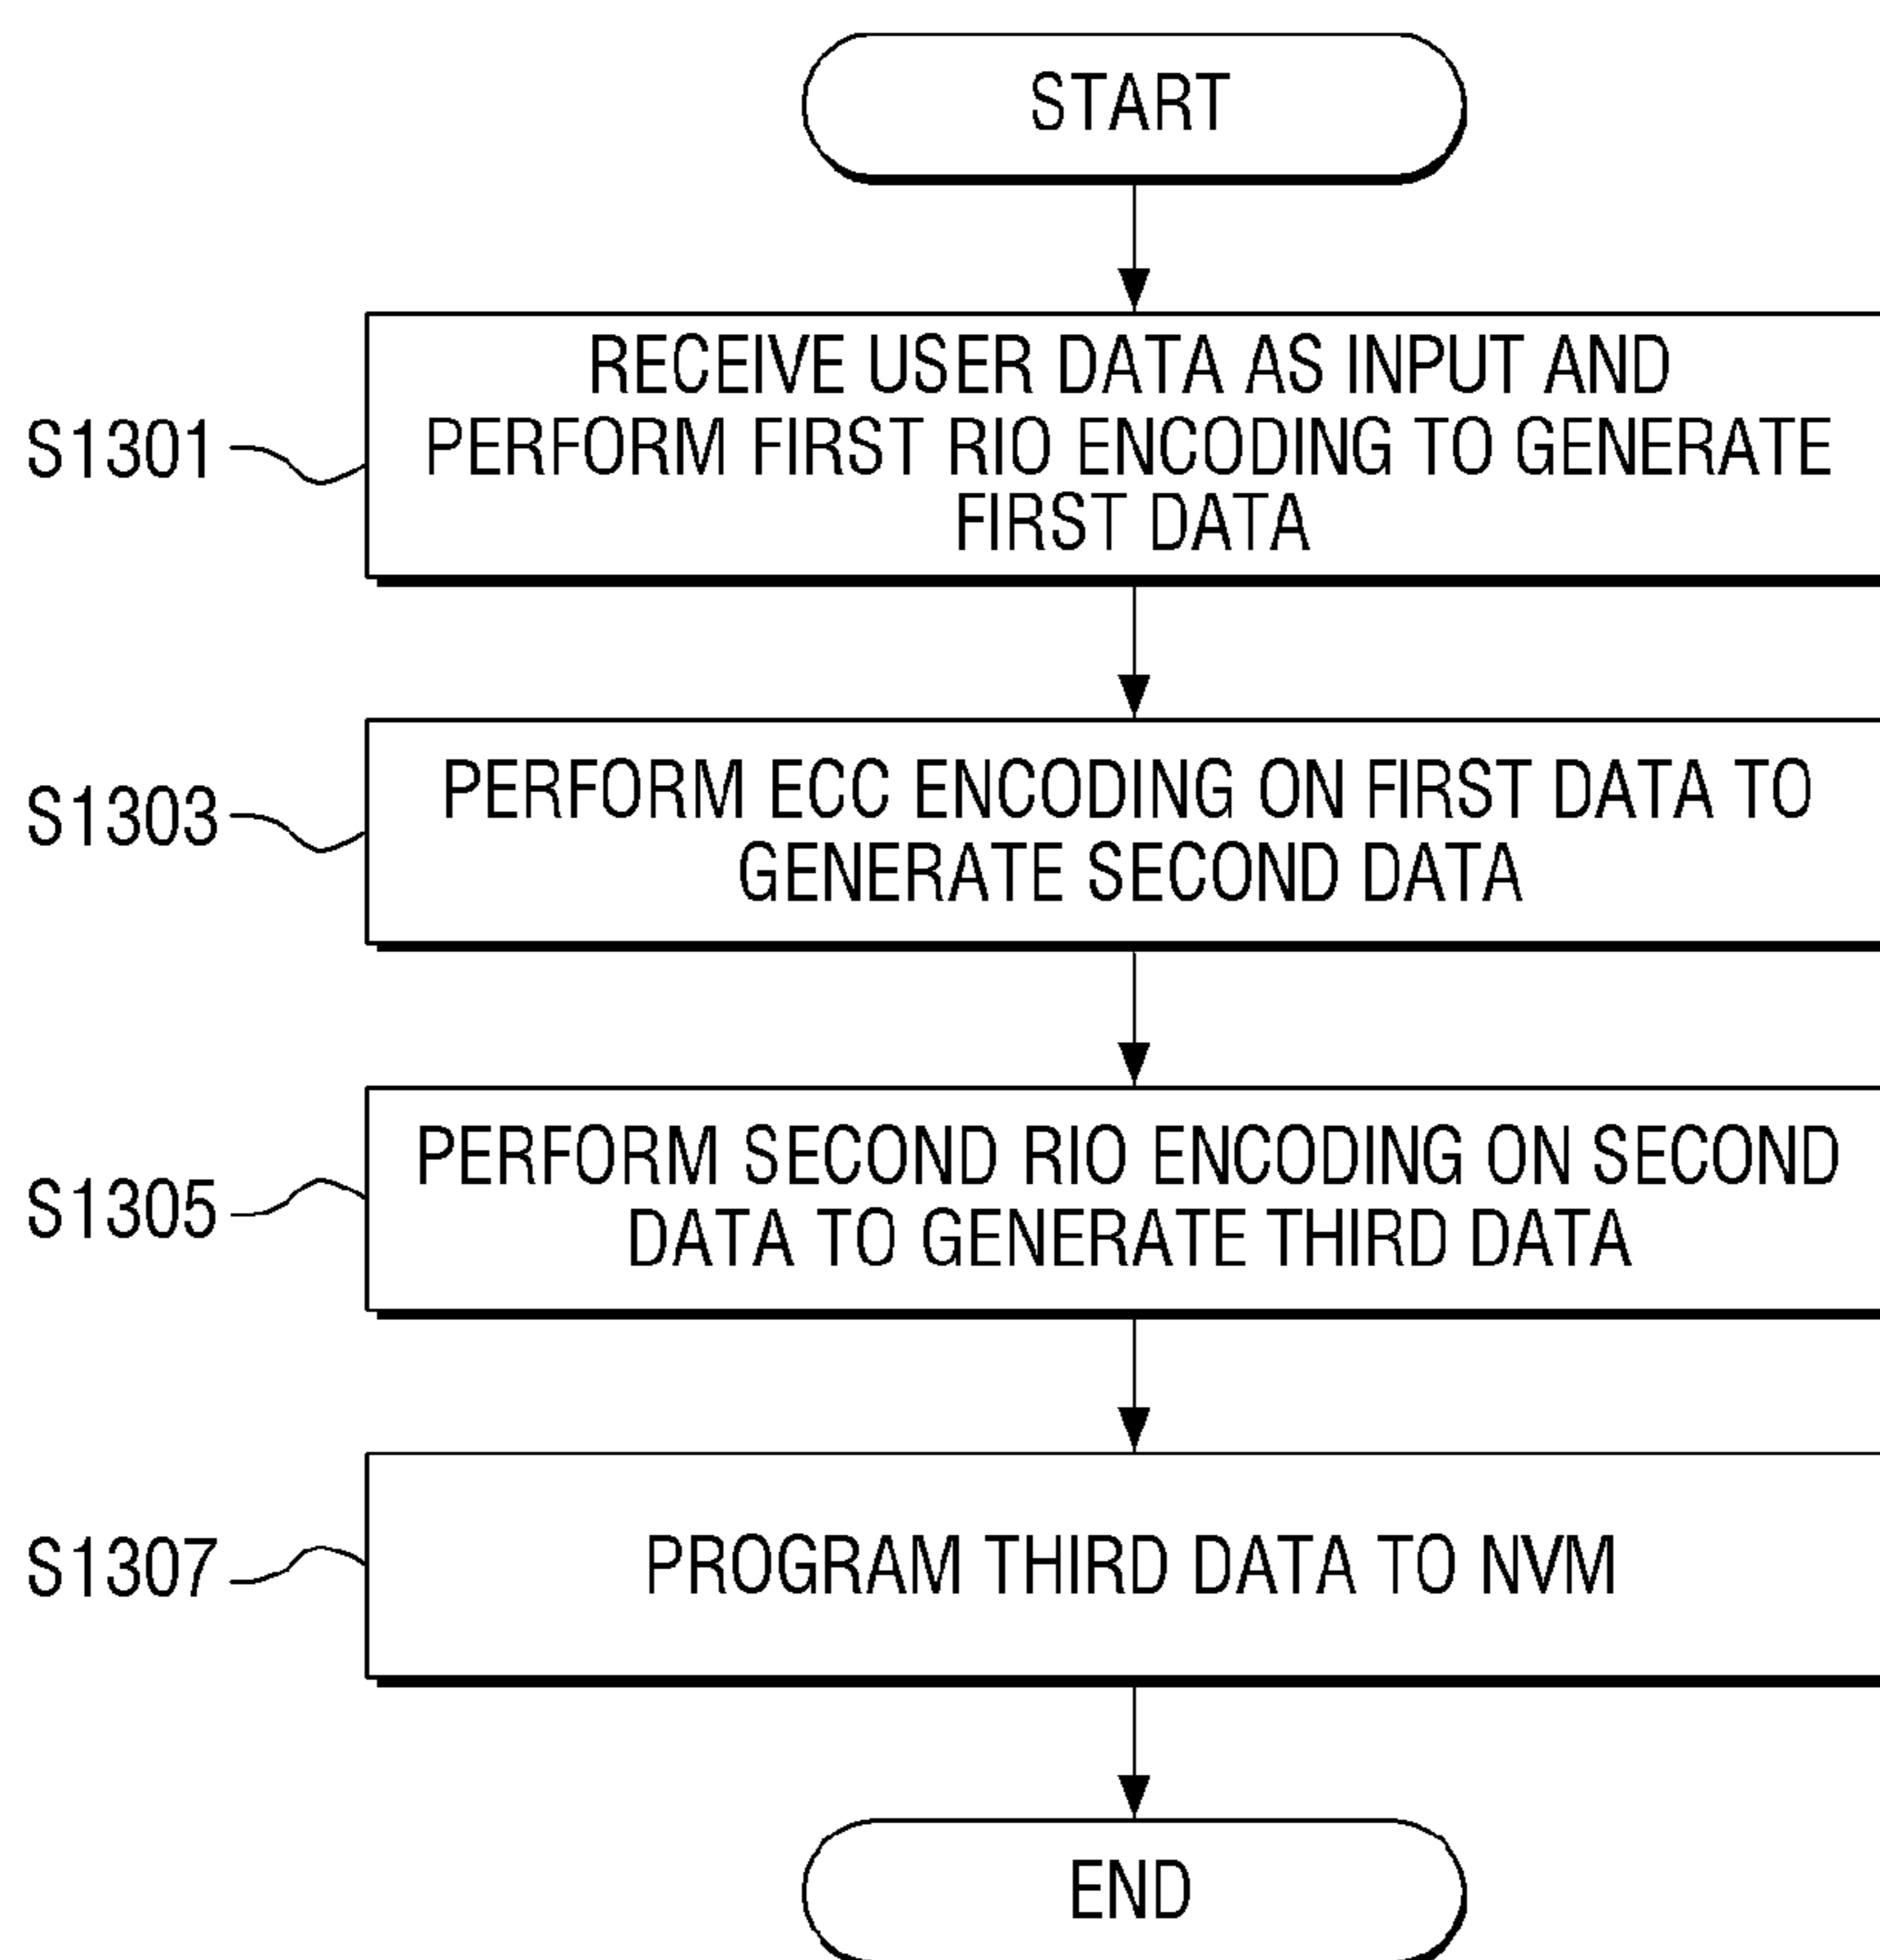 START
S1301
RECEIVE USER DATA AS INPUT AND
PERFORM FIRST RIO ENCODING TO GENERATE
FIRST DATA
S1303
PERFORM ECC ENCODING ON FIRST DATA TO
GENERATE SECOND DATA
S1305
PERFORM SECOND RIO ENCODING ON SECOND
DATA TO GENERATE THIRD DATA
S1307
PROGRAM THIRD DATA TO NVM
END